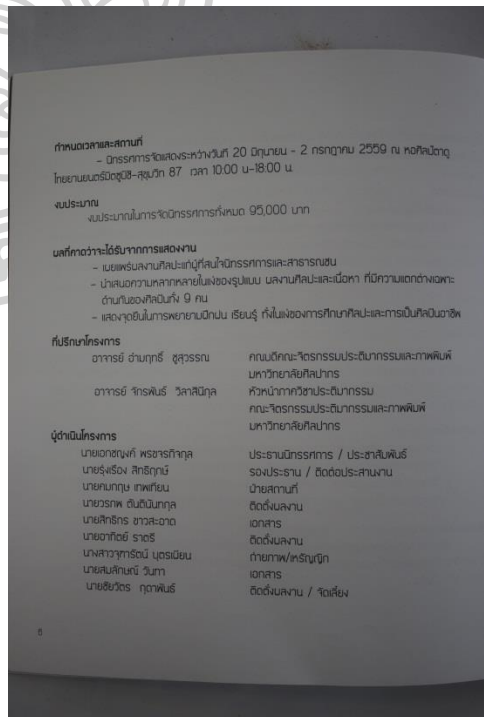 กำหนดเวลาและสถานที่
- นิทรรศการจัดแสดงระหว่างวันที่ 20 มิถุนายน - 2 กรกฎาคม 2559 ณ หอศิลป์ตาดู
ไทยยานยนตร์มิตซูบิชิ-สุขุมวิท 87 เวลา 10:00 น-18:00 น.
งบประมาณ
งบประมาณในการจัดนิทรรศการทั้งหมด 95,000 บาท
ผลที่คาดว่าจะได้รับจากการแสดงงาน
- เผยแพร่ผลงานศิลปะแก่ผู้ที่สนใจนิทรรศการและสาธารณชน
- นำเสนอความหลากหลายในแง่ของรูปแบบ ผลงานศิลปะและเนื้อหา ที่มีความแตกต่างเฉพาะ
ด้านกันของศิลปินทั้ง 9 คน
- แสดงจุดยืนในการพยายามฝึกฝน เรียนรู้ ทั้งในแง่ของการศึกษาศิลปะและการเป็นศิลปินอาชีพ
ที่ปรึกษาโครงการ
อาจารย์ อำมฤทธิ์ ชูสุวรรณ คณบดีคณะจิตรกรรมประติมากรรมและภาพพิมพ์
มหาวิทยาลัยศิลปากร
อาจารย์ จักรพันธ์ วิลาสินีกุล หัวหน้าภาควิชาประติมากรรม
คณะจิตรกรรมประติมากรรมและภาพพิมพ์
มหาวิทยาลัยศิลปากร
ผู้ดำเนินโครงการ
นายเอกชญงค์ พรขจรกิจกุล ประธานนิทรรศการ / ประชาสัมพันธ์
นายรุ่งเรือง สิทธิฤกษ์ รองประธาน / ติดต่อประสานงาน
นายคมกฤษ เทพเทียน ฝ่ายสถานที่
นายวรภพ ตันตินันทกุล ติดตั้งผลงาน
นายสิทธิกร ขาวสะอาด เอกสาร
นายอาทิตย์ ราตรี ติดตั้งผลงาน
นางสาวจุฑารัตน์ บุตรเมียน ถ่ายภาพ/เหรัญญิก
นายสมลักษณ์ วันทา เอกสาร
นายชัยวัตร ฤดาพันธ์ ติดตั้งผลงาน / จัดเลี้ยง